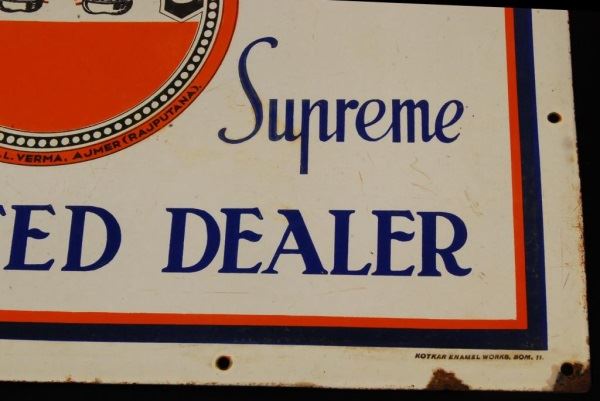 Supreme
L. VERMA. AJMER (RAJPUTANA).
TED DEALER
KOTKAR ENAMEL WORKS. BOM. 11.